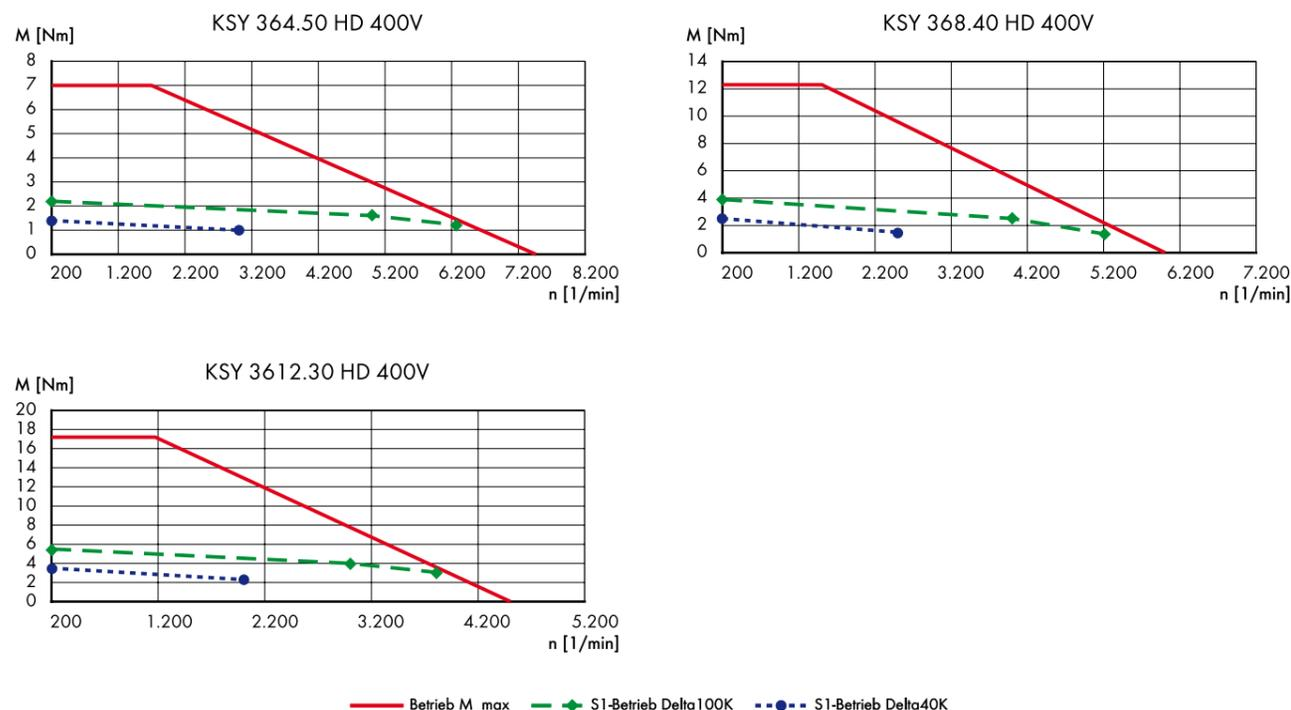 KSY 364.50 HD 400V
M [Nm]
8
7
6
5
4
3
2
1
0
200 1.200 2.200 3.200 4.200 5.200 6.200 7.200 8.200
n [1/min]
KSY 368.40 HD 400V
M [Nm]
14
12
10
8
6
4
2
0
200 1.200 2.200 3.200 4.200 5.200 6.200 7.200
n [1/min]
KSY 3612.30 HD 400V
M [Nm]
20
18
16
14
12
10
8
6
4
2
0
200 1.200 2.200 3.200 4.200 5.200
n [1/min]
Betrieb M_max S1-Betrieb Delta100K S1-Betrieb Delta40K